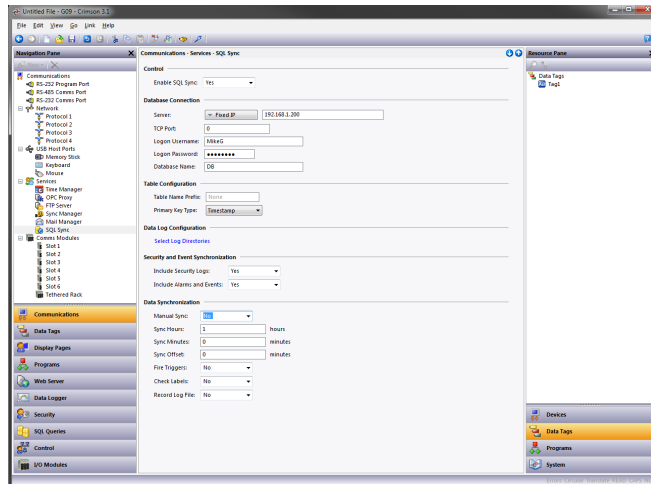 Untitled File - G09 - Crimson 3.1
File Edit View Go Link Help
Navigation Pane
Communications - Services - SQL Sync
Resource Pane
Communications
RS-232 Program Port
RS-485 Comms Port
RS-232 Comms Port
Network
Protocol 1
Protocol 2
Protocol 3
Protocol 4
USB Host Ports
Memory Stick
Keyboard
Mouse
Services
Time Manager
OPC Proxy
FTP Server
Sync Manager
Mail Manager
SQL Sync
Comms Modules
Slot 1
Slot 2
Slot 3
Slot 4
Slot 5
Slot 6
Tethered Rack
Communications
Data Tags
Display Pages
Programs
Web Server
Data Logger
Security
SQL Queries
Control
I/O Modules
Control
Enable SQL Sync: Yes
Database Connection
Server: Fixed IP 192.168.1.200
TCP Port: 0
Logon Username: MikeG
Logon Password: ••••••••
Database Name: DB
Table Configuration
Table Name Prefix: None
Primary Key Type: Timestamp
Data Log Configuration
Select Log Directories
Security and Event Synchronization
Include Security Logs: Yes
Include Alarms and Events: Yes
Data Synchronization
Manual Sync: No
Sync Hours: 1 hours
Sync Minutes: 0 minutes
Sync Offset: 0 minutes
Fire Triggers: No
Check Labels: No
Record Log File: No
Data Tags
Tag1
Devices
Data Tags
Programs
System